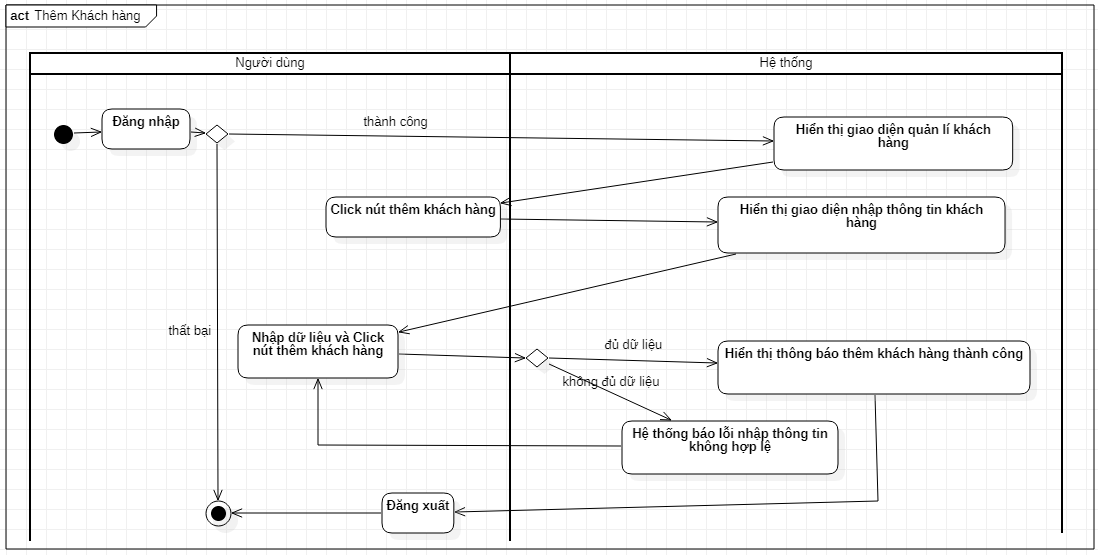 act Thêm Khách hàng
Người dùng
Hệ thống
Đăng nhập
thành công
Hiển thị giao diện quản lí khách
hàng
Click nút thêm khách hàng
Hiển thị giao diện nhập thông tin khách
hàng
thất bại
Nhập dữ liệu và Click
nút thêm khách hàng
đủ dữ liệu
Hiển thị thông báo thêm khách hàng thành công
không đủ dữ liệu
Hệ thống báo lỗi nhập thông tin
không hợp lệ
Đăng xuất